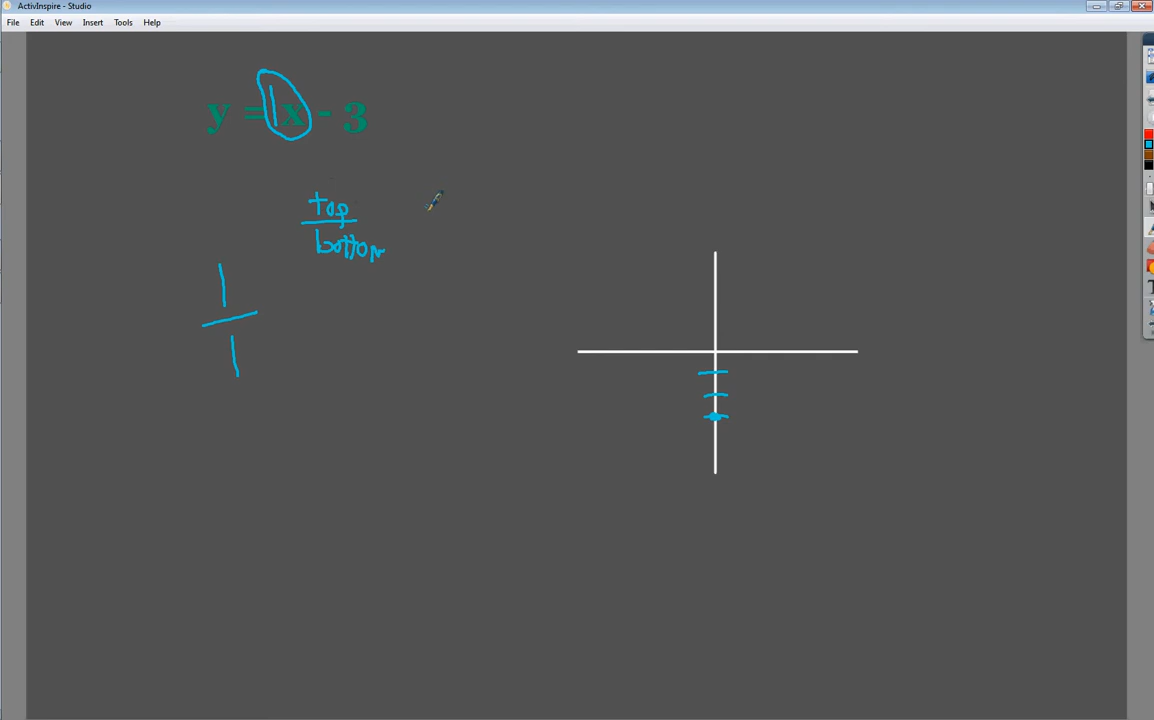 ActivInspire - Studio
File Edit View Insert Tools Help
y = 1x - 3
top
bottom
1
1